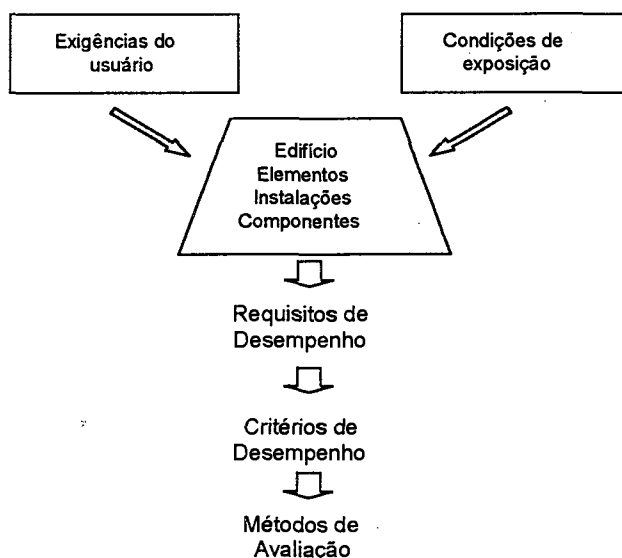 Exigências do
usuário
Condições de
exposição
Edifício
Elementos
Instalações
Componentes
Requisitos de
Desempenho
Critérios de
Desempenho
Métodos de
Avaliação